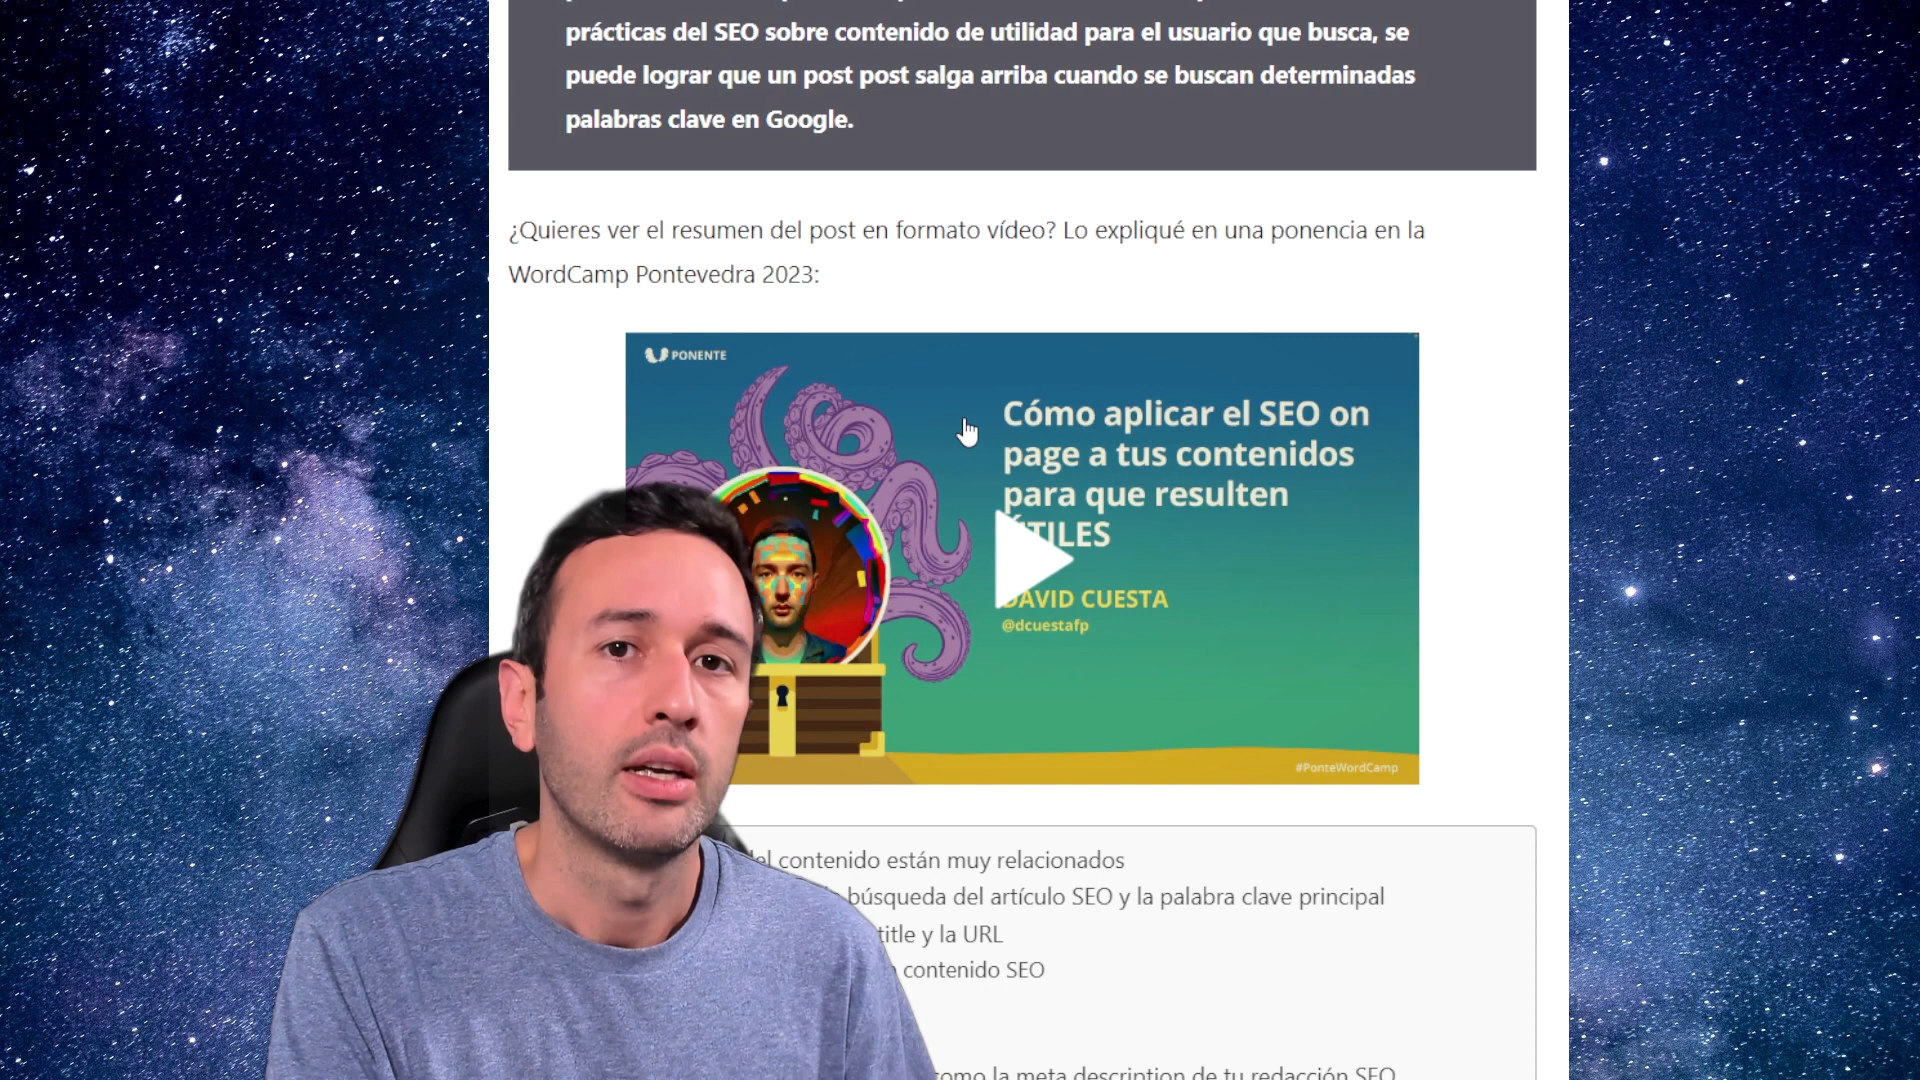 prácticas del SEO sobre contenido de utilidad para el usuario que busca, se
puede lograr que un post post salga arriba cuando se buscan determinadas
palabras clave en Google.
¿Quieres ver el resumen del post en formato vídeo? Lo expliqué en una ponencia en la
WordCamp Pontevedra 2023:
PONENTE
Cómo aplicar el SEO on
page a tus contenidos
para que resulten
ÚTILES
DAVID CUESTA
@dcuestafp
#PonteWordCamp
del contenido están muy relacionados
búsqueda del artículo SEO y la palabra clave principal
title y la URL
contenido SEO
como la meta description de tu redacción SEO